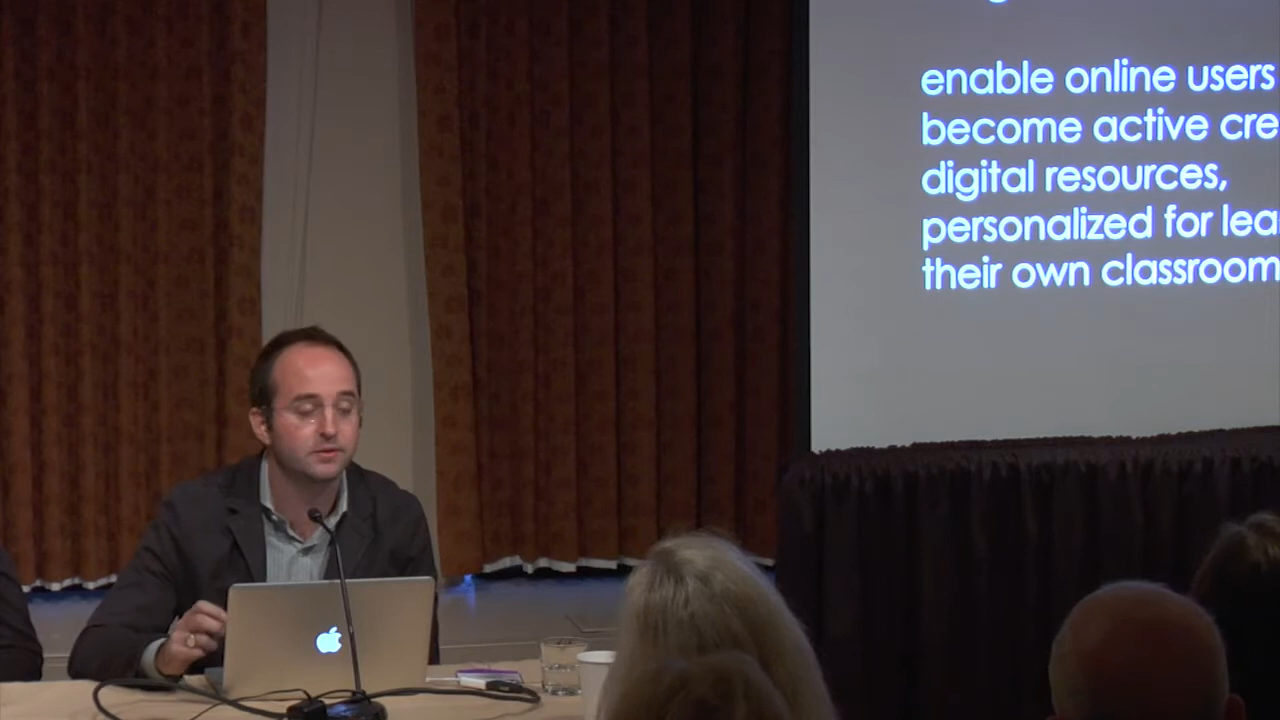 enable online users
become active cre
digital resources,
personalized for lea
their own classroom